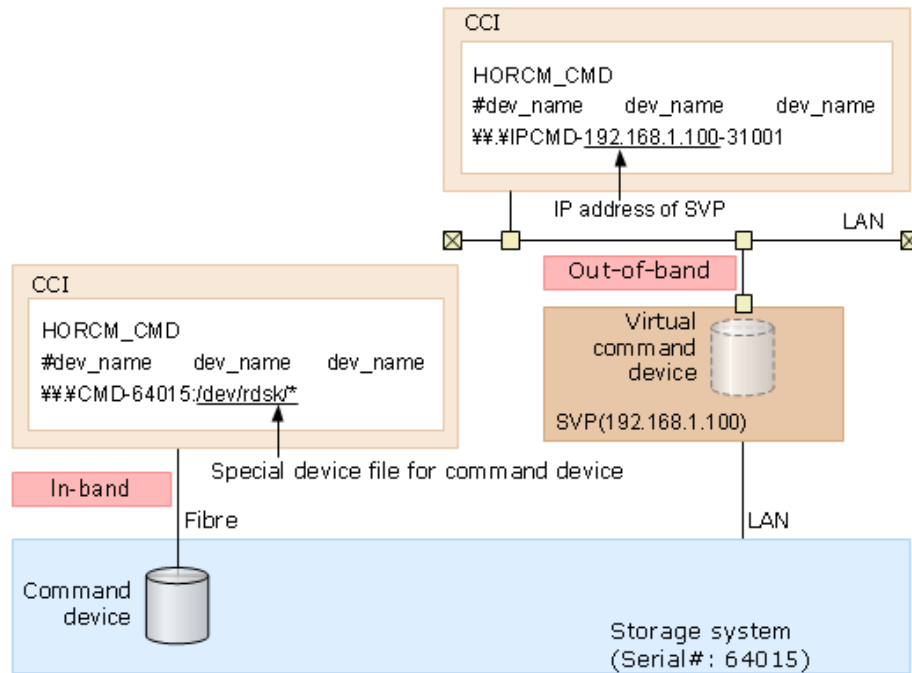 CCI
HORCM_CMD
#dev_name dev_name dev_name
¥¥.¥IPCMD-192.168.1.100-31001
IP address of SVP
LAN
Out-of-band
Virtual
command
device
SVP(192.168.1.100)
LAN
CCI
HORCM_CMD
#dev_name dev_name dev_name
¥¥.¥CMD-64015:/dev/rdsk/*
Special device file for command device
In-band
Fibre
Command
device
Storage system
(Serial#: 64015)